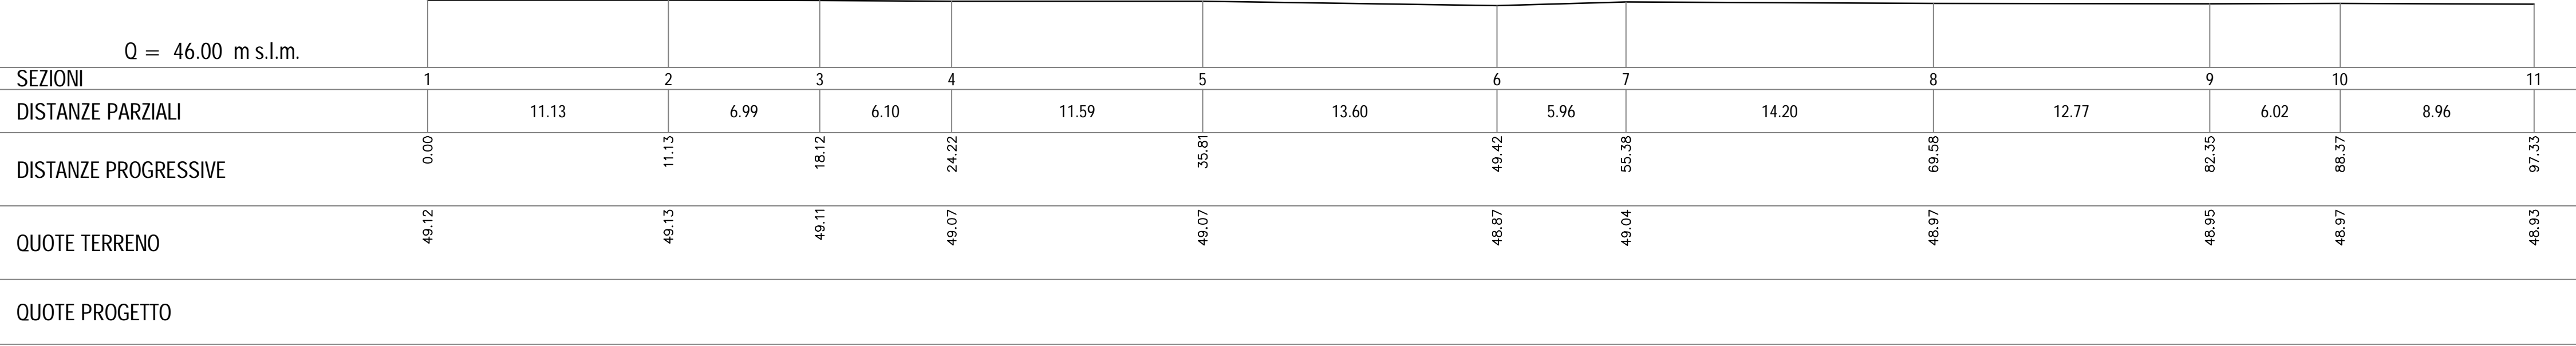 Q = 46.00 m s.l.m.
SEZIONI 1 2 3 4 5 6 7 8 9 10 11
DISTANZE PARZIALI 11.13 6.99 6.10 11.59 13.60 5.96 14.20 12.77 6.02 8.96
DISTANZE PROGRESSIVE 0.00 11.13 18.12 24.22 35.81 49.42 55.38 69.58 82.35 88.37 97.33
QUOTE TERRENO 49.12 49.13 49.11 49.07 49.07 48.87 49.04 48.97 48.95 48.97 48.93
QUOTE PROGETTO